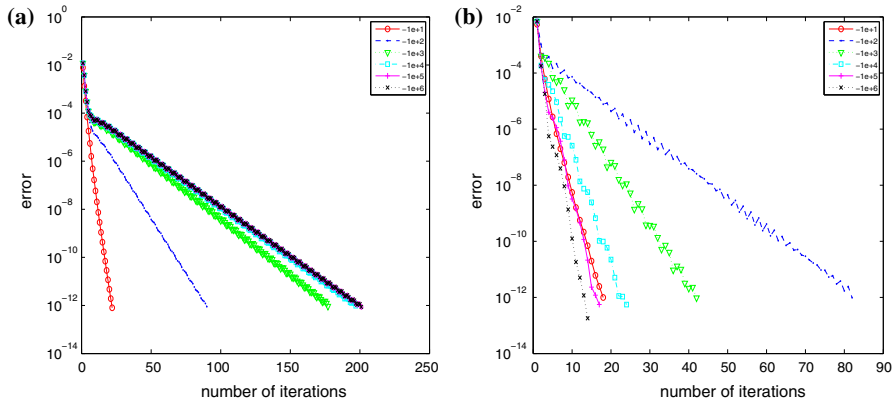 (a)
10^0
10^-2
10^-4
10^-6
10^-8
10^-10
10^-12
10^-14
error
0
50
100
150
200
250
number of iterations
-1e+1
-1e+2
-1e+3
-1e+4
-1e+5
-1e+6
(b)
10^-2
10^-4
10^-6
10^-8
10^-10
10^-12
10^-14
error
0
10
20
30
40
50
60
70
80
90
number of iterations
-1e+1
-1e+2
-1e+3
-1e+4
-1e+5
-1e+6